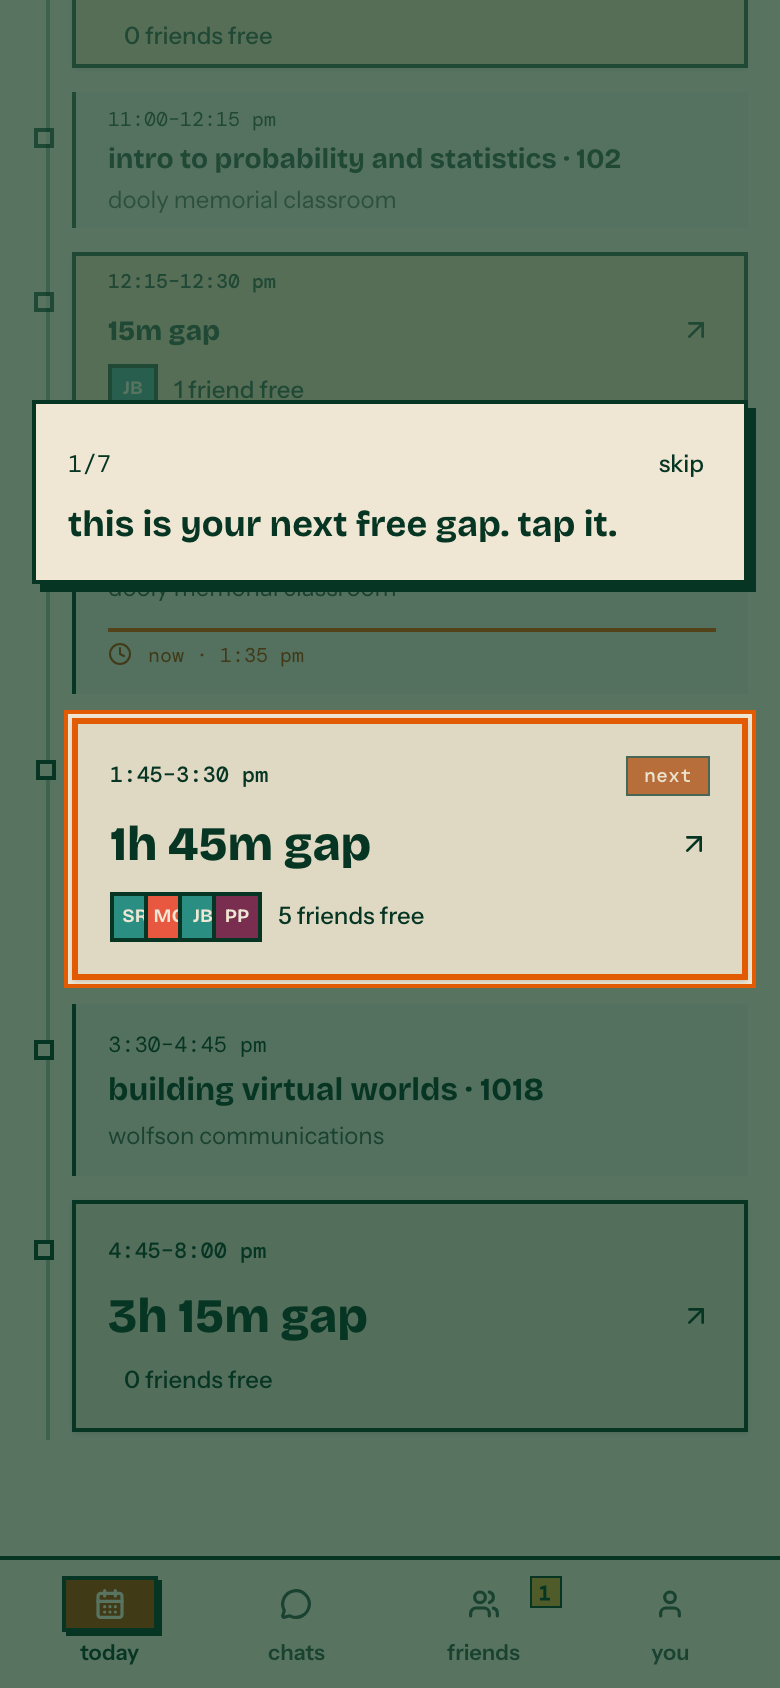 0 friends free
11:00–12:15 pm
intro to probability and statistics · 102
dooly memorial classroom
12:15–12:30 pm
15m gap
JB 1 friend free
1/7 skip
this is your next free gap. tap it.
dooly memorial classroom
now · 1:35 pm
1:45–3:30 pm next
1h 45m gap
SR JB PP 5 friends free
3:30–4:45 pm
building virtual worlds · 1018
wolfson communications
4:45–8:00 pm
3h 15m gap
0 friends free
1
today chats friends you